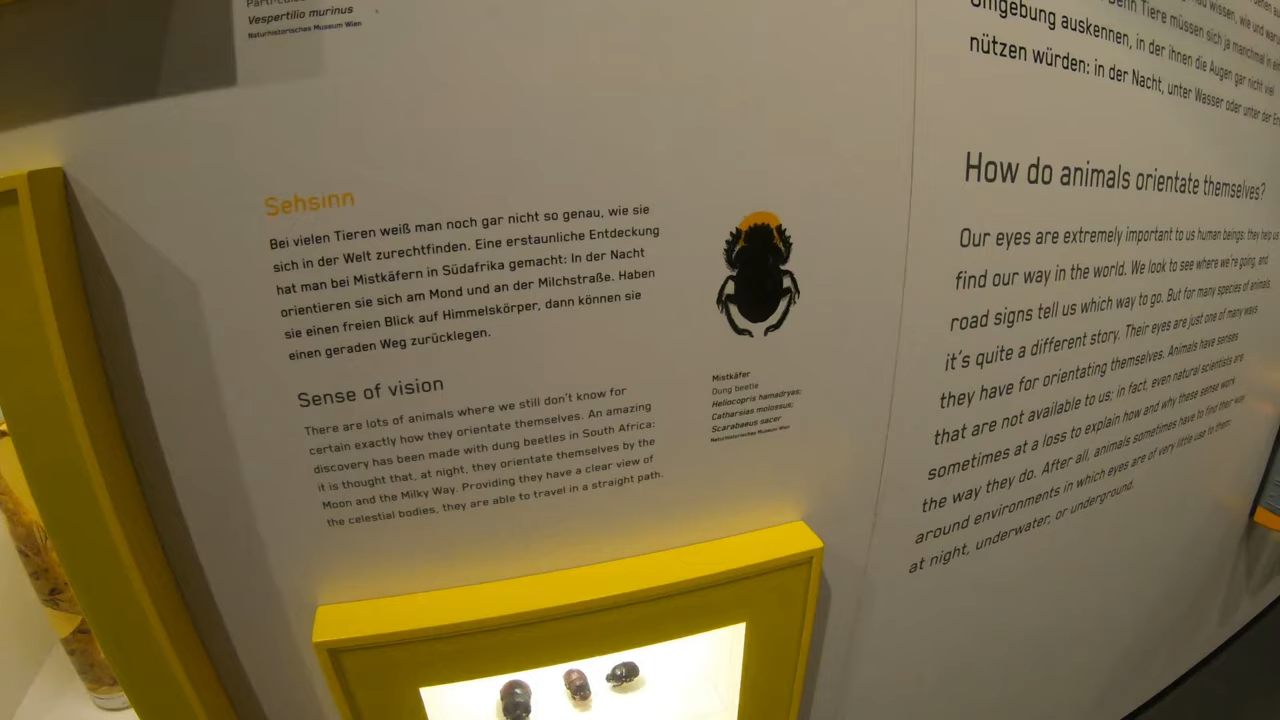 Vespertilio murinus
Naturhistorisches Museum Wien
Sehsinn
Bei vielen Tieren weiß man noch gar nicht so genau, wie sie
sich in der Welt zurechtfinden. Eine erstaunliche Entdeckung
hat man bei Mistkäfern in Südafrika gemacht: In der Nacht
orientieren sie sich am Mond und an der Milchstraße. Haben
sie einen freien Blick auf Himmelskörper, dann können sie
einen geraden Weg zurücklegen.
Sense of vision
There are lots of animals where we still don't know for
certain exactly how they orientate themselves. An amazing
discovery has been made with dung beetles in South Africa:
it is thought that, at night, they orientate themselves by the
Moon and the Milky Way. Providing they have a clear view of
the celestial bodies, they are able to travel in a straight path.
Mistkäfer
Dung beetle
Heliocopris hamadryas;
Catharsius molossus;
Scarabaeus sacer
Naturhistorisches Museum Wien
wissen, wie und
Denn Tiere müssen sich ja manchmal in
Umgebung auskennen, in der ihnen die Augen gar nicht viel
nützen würden: in der Nacht, unter Wasser oder unter der
How do animals orientate themselves?
Our eyes are extremely important to us human beings: they help us
find our way in the world. We look to see where we're going, and
road signs tell us which way to go. But for many species of animals,
it's quite a different story. Their eyes are just one of many ways
they have for orientating themselves. Animals have senses
that are not available to us; in fact, even natural scientists are
sometimes at a loss to explain how and why these sense work
the way they do. After all, animals sometimes have to find their way
around environments in which eyes are of very little use to them:
at night, underwater, or underground.